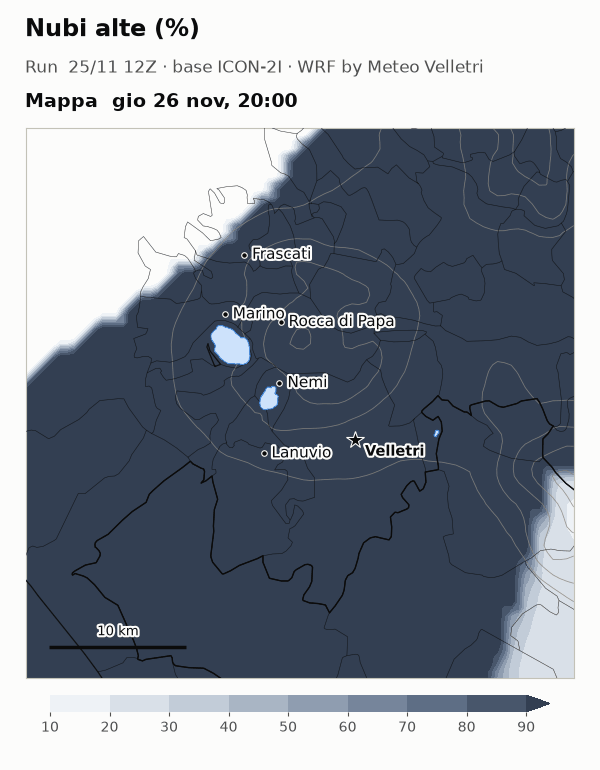 Nubi alte (%)
Run  25/11 12Z · base ICON-2I · WRF by Meteo Velletri
Mappa  gio 26 nov, 20:00
Frascati
Marino
Rocca di Papa
Nemi
Velletri
Lanuvio
10 km
10 20 30 40 50 60 70 80 90